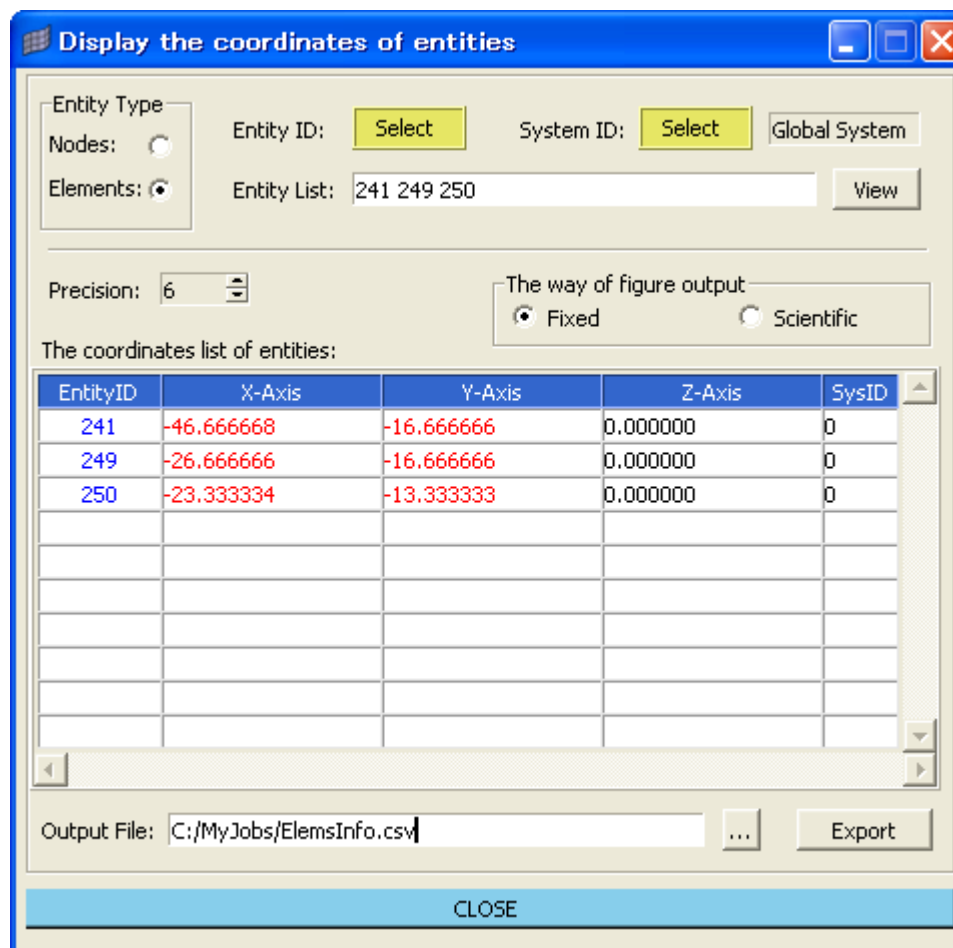 Display the coordinates of entities
Entity Type
Nodes:
Elements:
Entity ID: Select System ID: Select Global System
Entity List: 241 249 250 View
Precision: 6
The way of figure output
Fixed Scientific
The coordinates list of entities:
EntityID X-Axis Y-Axis Z-Axis SysID
241 -46.666668 -16.666666 0.000000 0
249 -26.666666 -16.666666 0.000000 0
250 -23.333334 -13.333333 0.000000 0
Output File: C:/MyJobs/ElemsInfo.csv ... Export
CLOSE